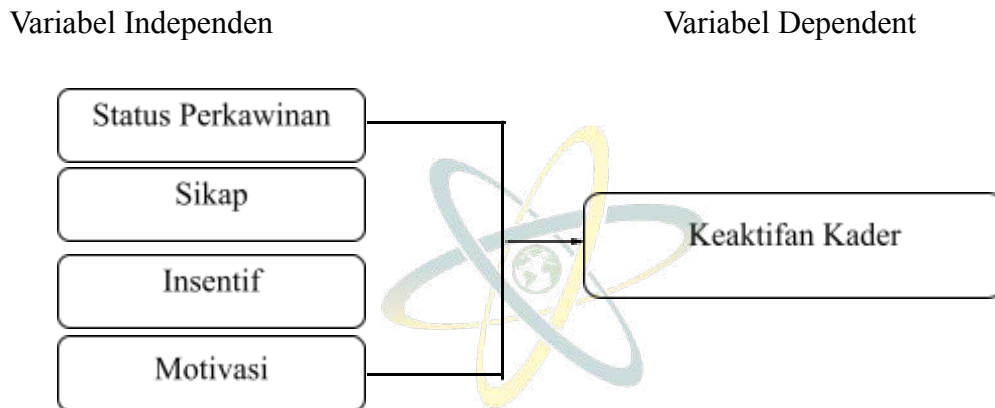 Variabel Independen
Variabel Dependent
Status Perkawinan
Sikap
Insentif
Motivasi
Keaktifan Kader